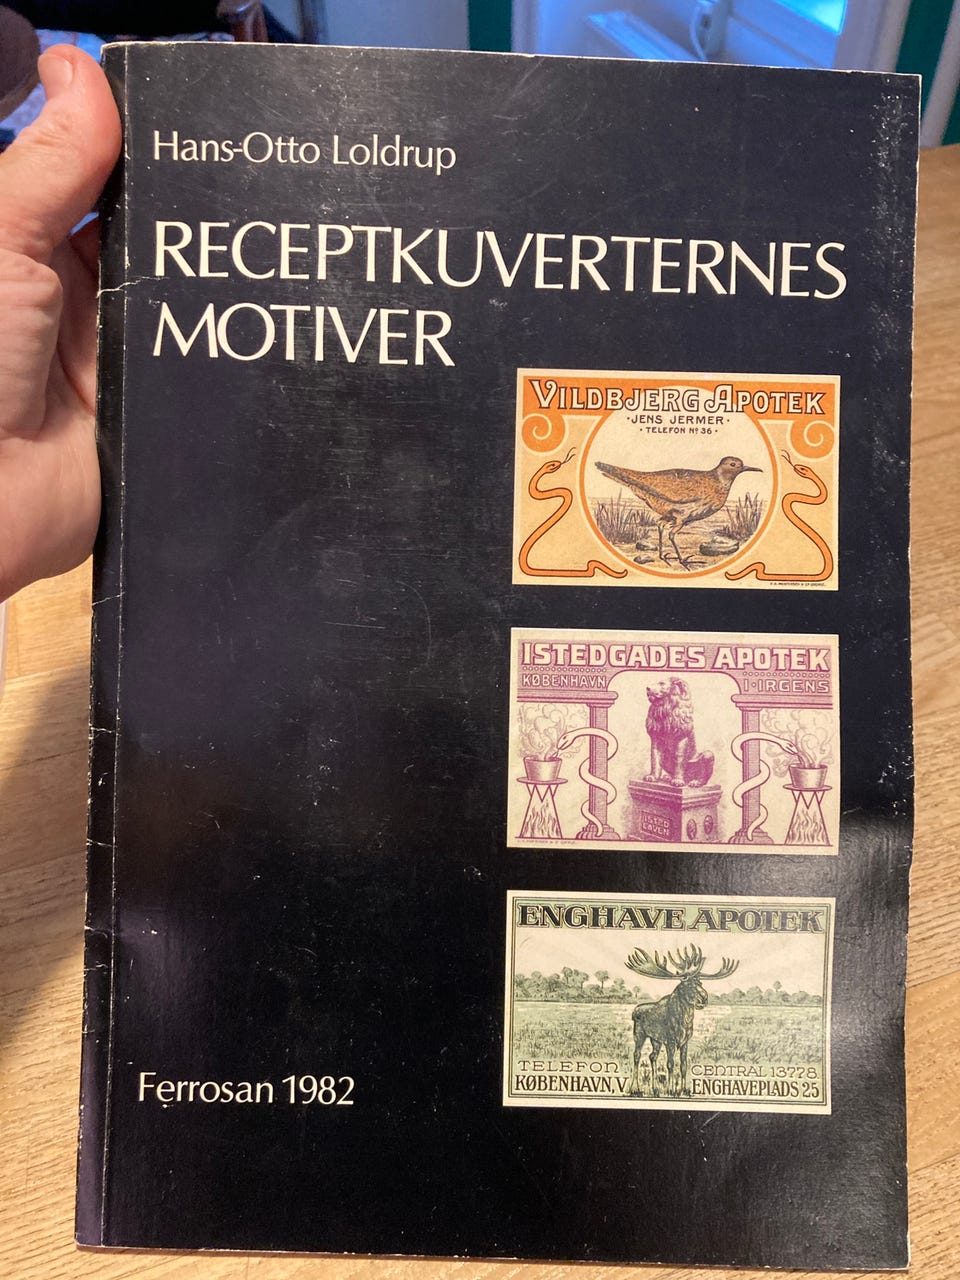 Hans-Otto Loldrup
RECEPTKUVERTERNES
MOTIVER
VILDBJERG APOTEK
·JENS JERMER·
·TELEFON Nº 36·
ISTEDGADES APOTEK
KØBENHAVN
I·IRGENS
ISTED
LØVEN
ENGHAVE APOTEK
TELEFON:
CENTRAL 13778
KØBENHAVN, V.
ENGHAVEPLADS 25
Ferrosan 1982